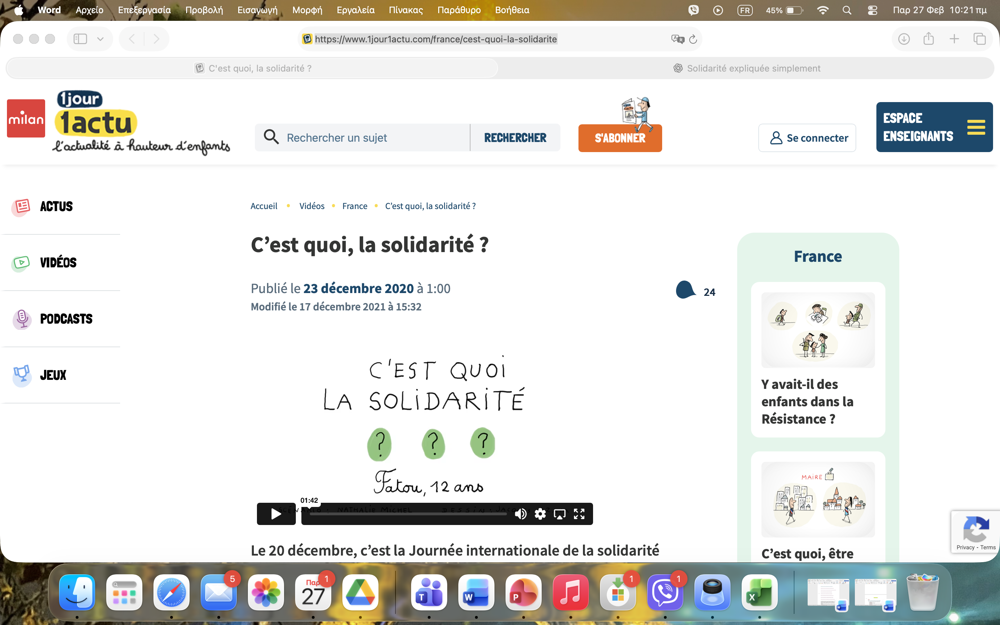 Word Αρχείο Επεξεργασία Προβολή Εισαγωγή Μορφή Εργαλεία Πίνακας Παράθυρο Βοήθεια FR 45% Παρ 27 Φεβ 10:21 πμ
https://www.1jour1actu.com/france/cest-quoi-la-solidarite
C'est quoi, la solidarité ? Solidarité expliquée simplement
milan
1jour
1actu
l'actualité à hauteur d'enfants
Rechercher un sujet RECHERCHER
S'ABONNER
Se connecter
ESPACE
ENSEIGNANTS
ACTUS
VIDÉOS
PODCASTS
JEUX
Accueil • Vidéos • France • C’est quoi, la solidarité ?
C’est quoi, la solidarité ?
Publié le 23 décembre 2020 à 1:00
Modifié le 17 décembre 2021 à 15:32
24
C'EST QUOI
LA SOLIDARITÉ
? ? ?
Fatou, 12 ans
SCÉNARIO : NATHALIE MICHEL DESSIN :
01:42
Le 20 décembre, c’est la Journée internationale de la solidarité
France
Y avait-il des
enfants dans la
Résistance ?
MAIRE
C’est quoi, être
Privacy - Terms
5
Παρ
27
1
T
W
P
1
1
X
W
W